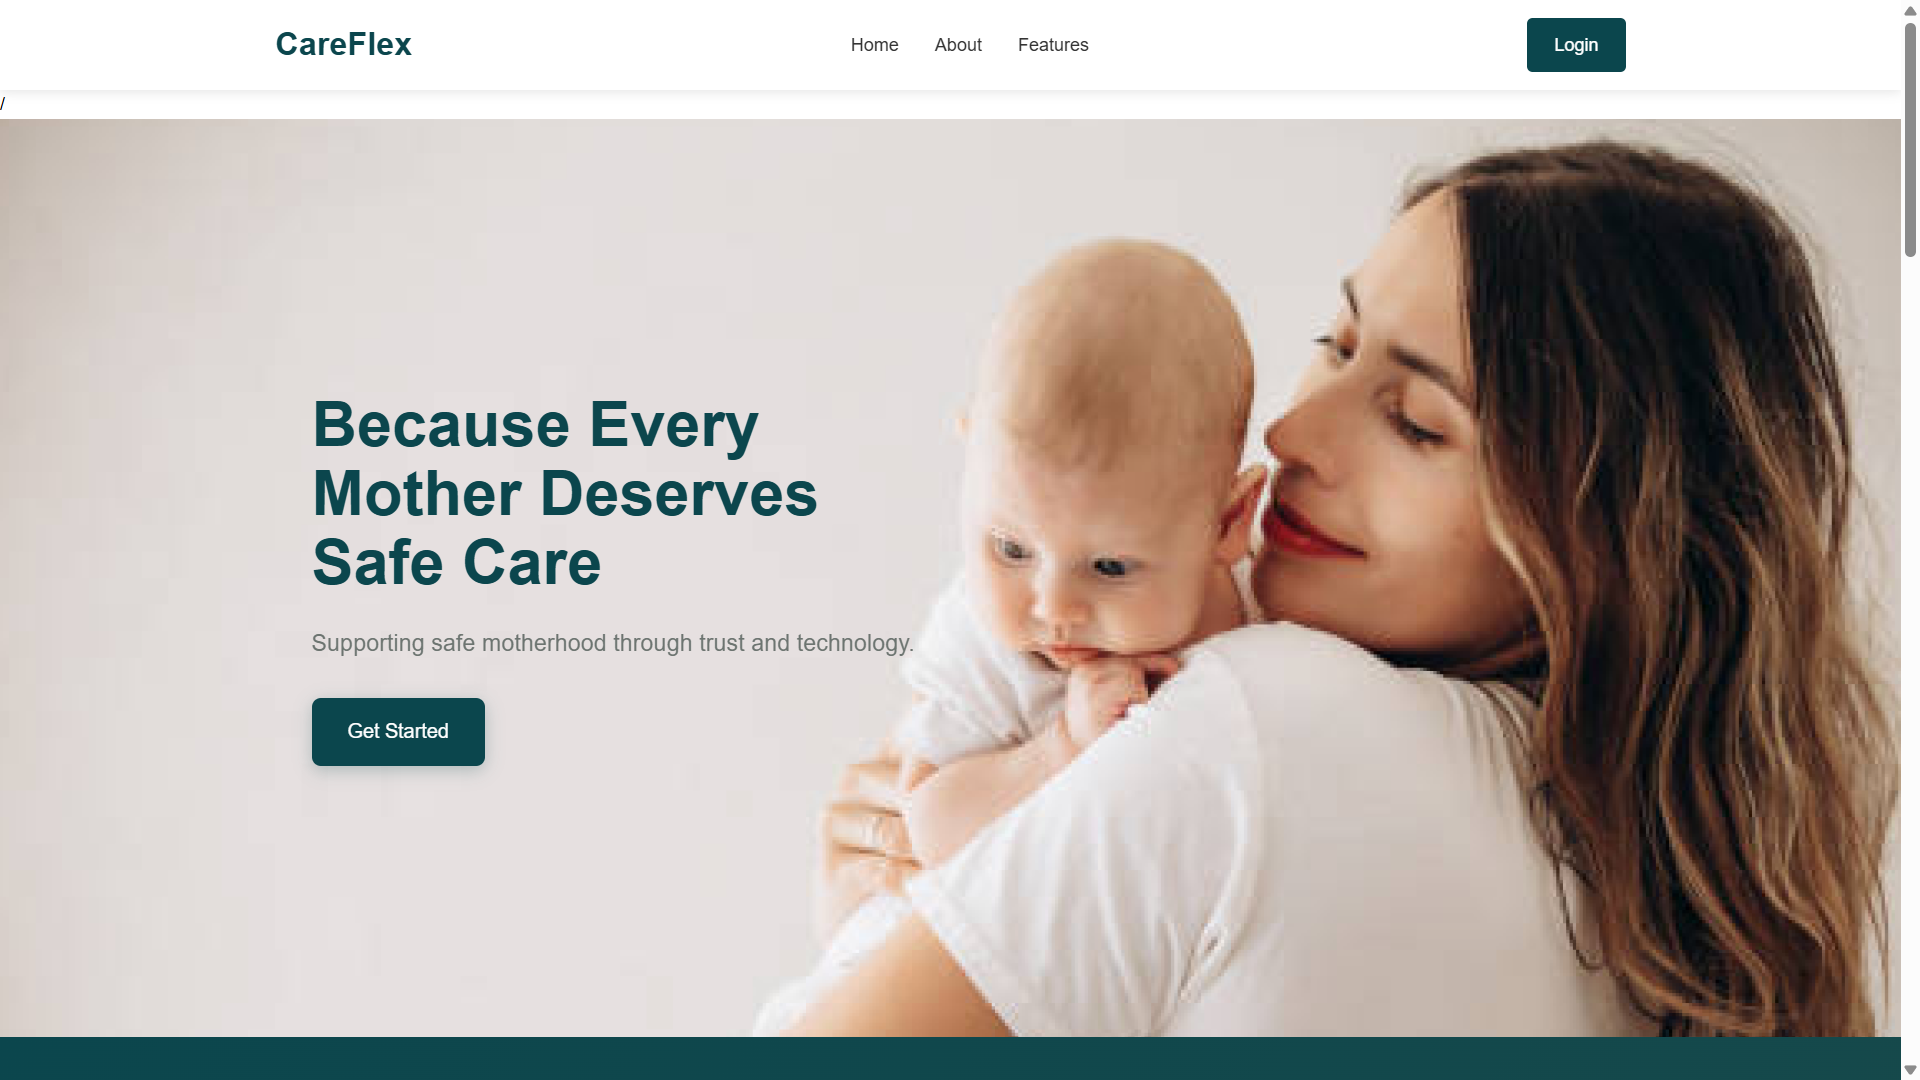 CareFlex
Home About Features
Login
/
Because Every
Mother Deserves
Safe Care
Supporting safe motherhood through trust and technology.
Get Started